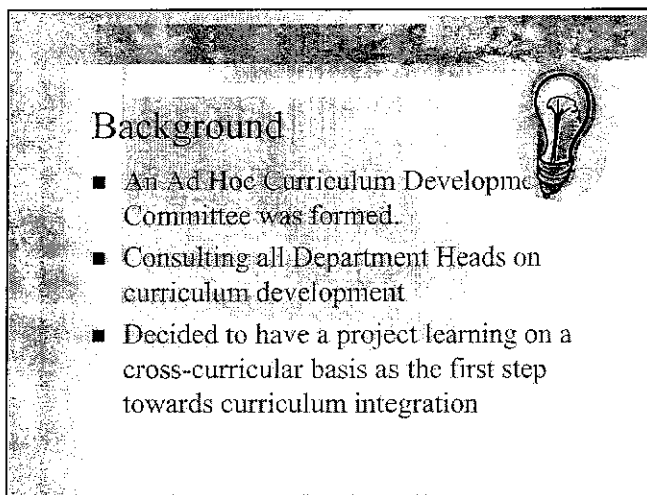 Background
■ An Ad Hoc Curriculum Developme
Committee was formed.
■ Consulting all Department Heads on
curriculum development
■ Decided to have a project learning on a
cross-curricular basis as the first step
towards curriculum integration